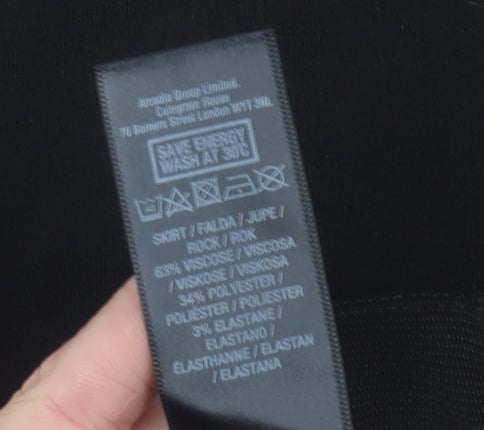 Arcadia Group Limited.
Colegrave House
70 Berners Street London W1T 3NL
SAVE ENERGY
WASH AT 30°C
SKIRT / FALDA / JUPE /
ROCK / ROK
63% VISCOSE / VISCOSA
/ VISKOSE / VISKOSA
34% POLYESTER /
POLIÉSTER / POLIESTER
3% ELASTANE /
ELASTANO /
ELASTHANNE / ELASTAN
/ ELASTANA